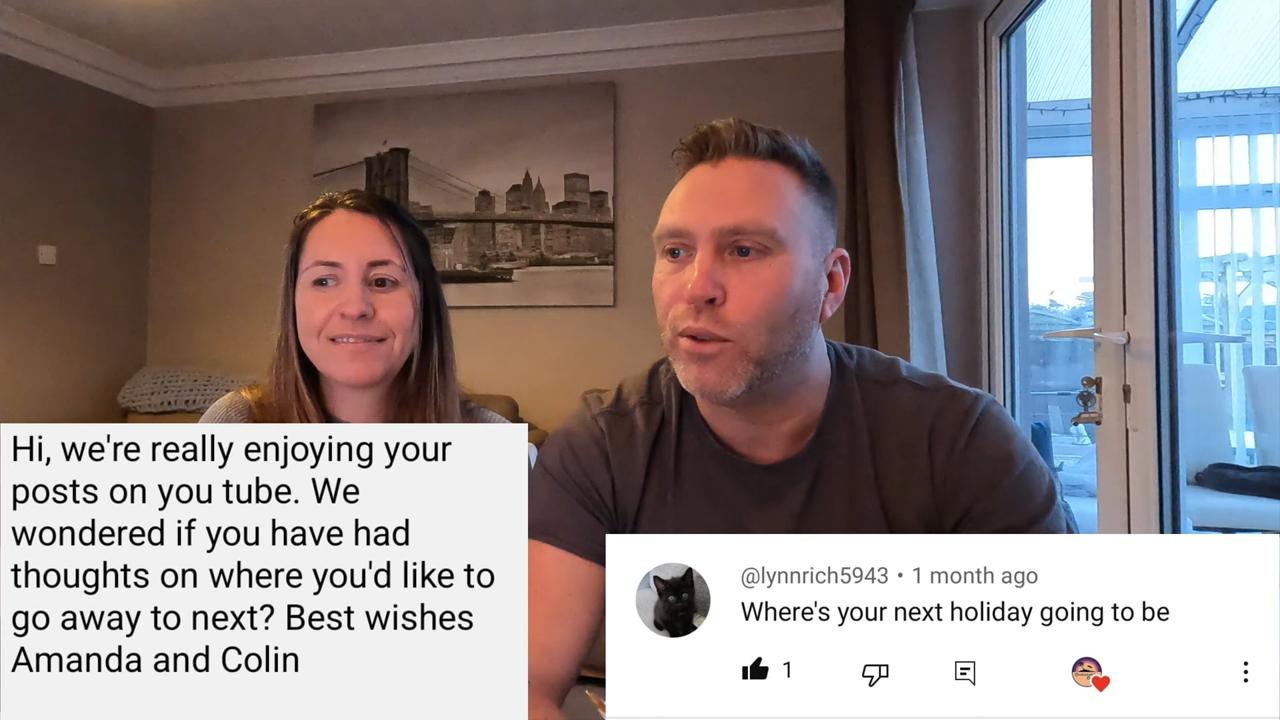 Hi, we're really enjoying your
posts on you tube. We
wondered if you have had
thoughts on where you'd like to
go away to next? Best wishes
Amanda and Colin
@lynnrich5943 • 1 month ago
Where's your next holiday going to be
1